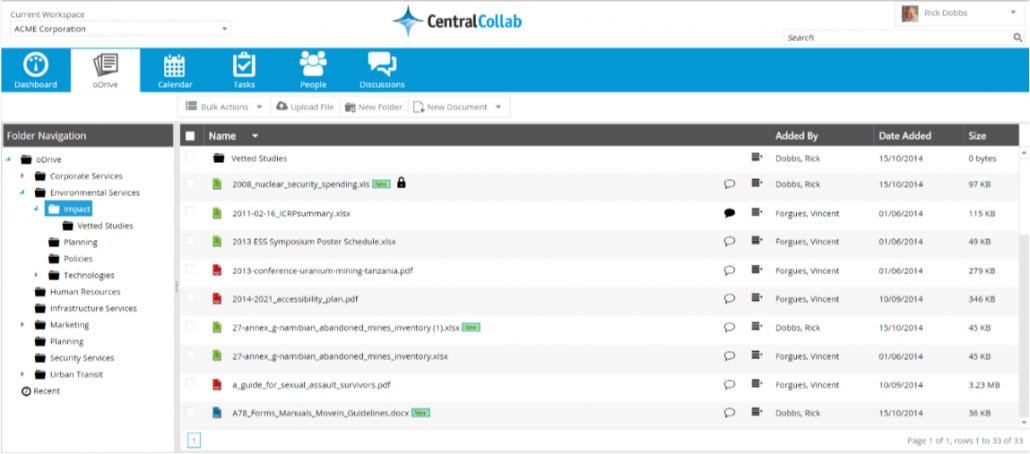 Current Workspace
ACME Corporation
CentralCollab
Rick Dobbs
Search
Dashboard
oDrive
Calendar
Tasks
People
Discussions
Bulk Actions
Upload File
New Folder
New Document
Folder Navigation
oDrive
Corporate Services
Environmental Services
Impact
Vetted Studies
Planning
Policies
Technologies
Human Resources
Infrastructure Services
Marketing
Planning
Security Services
Urban Transit
Recent
Name Added By Date Added Size
Vetted Studies Dobbs, Rick 15/10/2014 0 bytes
2008_nuclear_security_spending.xls New Dobbs, Rick 15/10/2014 97 KB
2011-02-16_ICRPsummary.xlsx Forgues, Vincent 01/06/2014 115 KB
2013 ESS Symposium Poster Schedule.xlsx Forgues, Vincent 01/06/2014 49 KB
2013-conference-uranium-mining-tanzania.pdf Forgues, Vincent 01/06/2014 279 KB
2014-2021_accessibility_plan.pdf Forgues, Vincent 10/09/2014 346 KB
27-annex_g-namibian_abandoned_mines_inventory (1).xlsx New Dobbs, Rick 15/10/2014 45 KB
27-annex_g-namibian_abandoned_mines_inventory.xlsx Forgues, Vincent 01/06/2014 45 KB
a_guide_for_sexual_assault_survivors.pdf Forgues, Vincent 10/09/2014 3.23 MB
A78_Forms_Manuals_Movein_Guidelines.docx New Dobbs, Rick 15/10/2014 36 KB
1
Page 1 of 1, rows 1 to 33 of 33